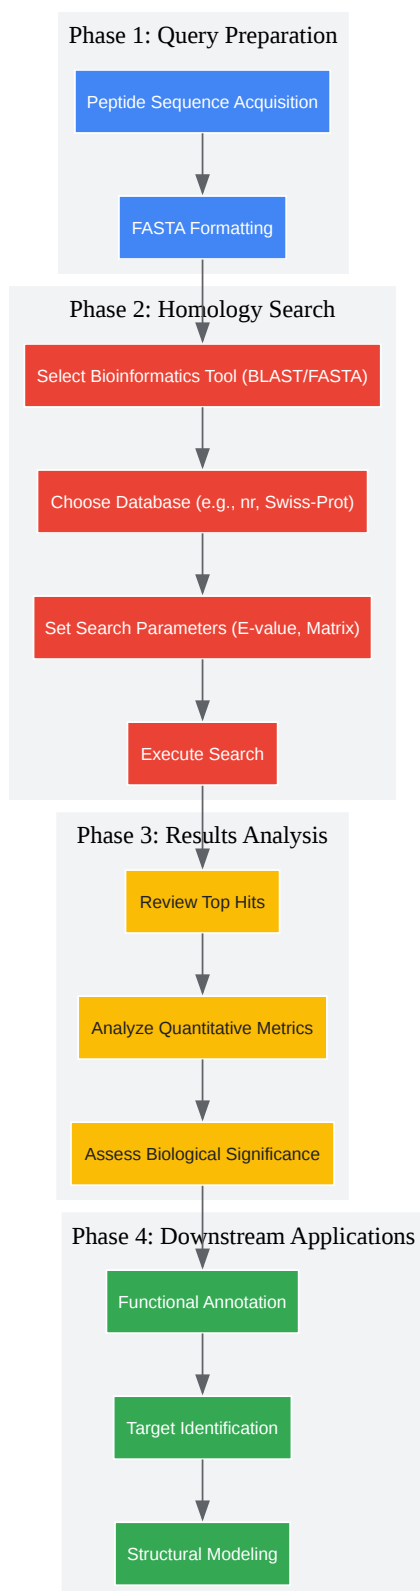 Phase 1: Query Preparation
Peptide Sequence Acquisition
FASTA Formatting
Phase 2: Homology Search
Select Bioinformatics Tool (BLAST/FASTA)
Choose Database (e.g., nr, Swiss-Prot)
Set Search Parameters (E-value, Matrix)
Execute Search
Phase 3: Results Analysis
Review Top Hits
Analyze Quantitative Metrics
Assess Biological Significance
Phase 4: Downstream Applications
Functional Annotation
Target Identification
Structural Modeling